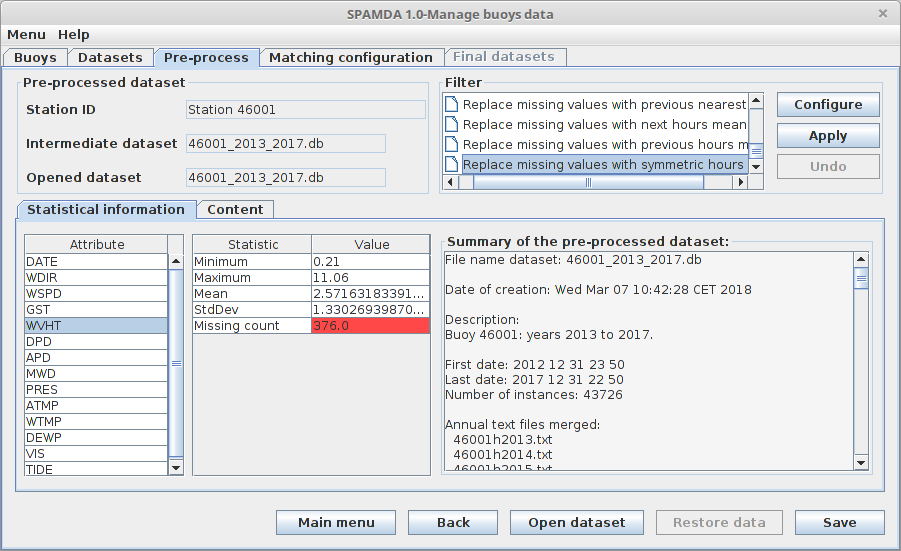 SPAMDA 1.0-Manage buoys data
Menu Help
Buoys Datasets Pre-process Matching configuration Final datasets
Pre-processed dataset
Station ID Station 46001
Intermediate dataset 46001_2013_2017.db
Opened dataset 46001_2013_2017.db
Filter
Replace missing values with previous nearest
Replace missing values with next hours mean
Replace missing values with previous hours m
Replace missing values with symmetric hours
Configure
Apply
Undo
Statistical information Content
Attribute
DATE
WDIR
WSPD
GST
WVHT
DPD
APD
MWD
PRES
ATMP
WTMP
DEWP
VIS
TIDE
Statistic Value
Minimum 0.21
Maximum 11.06
Mean 2.57163183391...
StdDev 1.33026939870...
Missing count 376.0
Summary of the pre-processed dataset:
File name dataset: 46001_2013_2017.db
Date of creation: Wed Mar 07 10:42:28 CET 2018
Description:
Buoy 46001: years 2013 to 2017.
First date: 2012 12 31 23 50
Last date: 2017 12 31 22 50
Number of instances: 43726
Annual text files merged:
46001h2013.txt
46001h2014.txt
46001h2015.txt
Main menu Back Open dataset Restore data Save